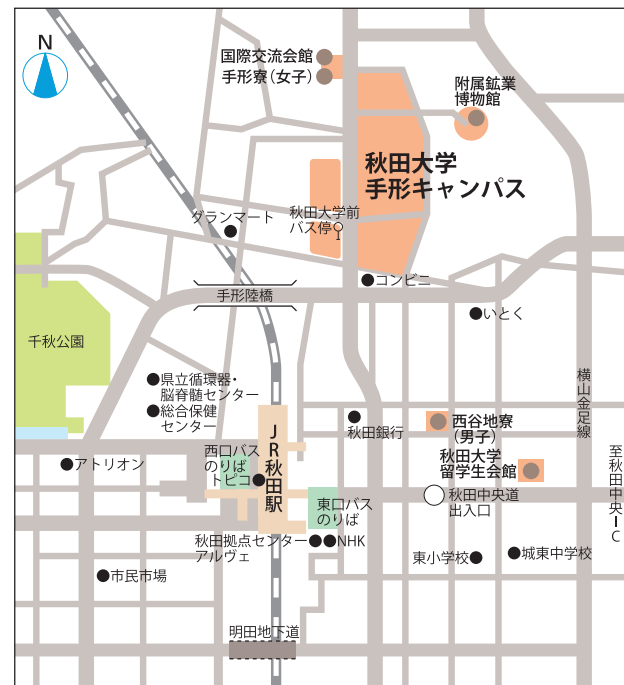 N
国際交流会館
手形寮(女子)
附属鉱業
博物館
秋田大学
手形キャンパス
グランマート
秋田大学前
バス停
コンビニ
手形陸橋
いとく
千秋公園
県立循環器・
脳脊髄センター
総合保健
センター
横山金足線
JR秋田駅
秋田銀行
西谷地寮
(男子)
西口バス
のりば
トピコ
アトリオン
秋田大学
留学生会館
至秋田中央IC
東口バス
のりば
秋田中央道
出入口
秋田拠点センター
アルヴェ
NHK
東小学校
城東中学校
市民市場
明田地下道